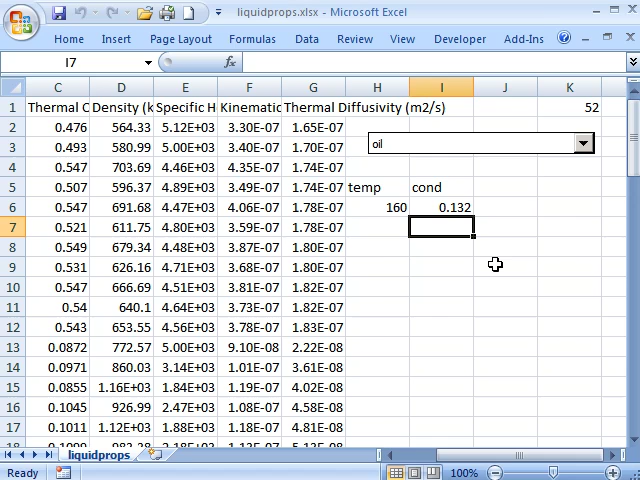 liquidprops.xlsx - Microsoft Excel
Home Insert Page Layout Formulas Data Review View Developer Add-Ins
I7 fx
C D E F G H I J K
1 Thermal C Density (k Specific H Kinematic Thermal Diffusivity (m2/s) 52
2 0.476 564.33 5.12E+03 3.30E-07 1.65E-07
3 0.493 580.99 5.00E+03 3.40E-07 1.70E-07 oil
4 0.547 703.69 4.46E+03 4.35E-07 1.74E-07
5 0.507 596.37 4.89E+03 3.49E-07 1.74E-07 temp cond
6 0.547 691.68 4.47E+03 4.06E-07 1.78E-07 160 0.132
7 0.521 611.75 4.80E+03 3.59E-07 1.78E-07
8 0.549 679.34 4.48E+03 3.87E-07 1.80E-07
9 0.531 626.16 4.71E+03 3.68E-07 1.80E-07
10 0.547 666.69 4.51E+03 3.81E-07 1.82E-07
11 0.54 640.1 4.64E+03 3.73E-07 1.82E-07
12 0.543 653.55 4.56E+03 3.78E-07 1.83E-07
13 0.0872 772.57 5.00E+03 9.10E-08 2.22E-08
14 0.0971 860.03 3.14E+03 1.01E-07 3.61E-08
15 0.0855 1.16E+03 1.84E+03 1.19E-07 4.02E-08
16 0.1045 926.99 2.47E+03 1.08E-07 4.58E-08
17 0.1011 1.12E+03 1.88E+03 1.18E-07 4.81E-08
18
liquidprops
Ready 100%